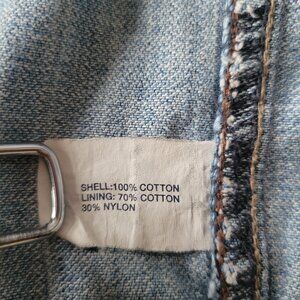 SHELL:100% COTTON
LINING: 70% COTTON
30% NYLON